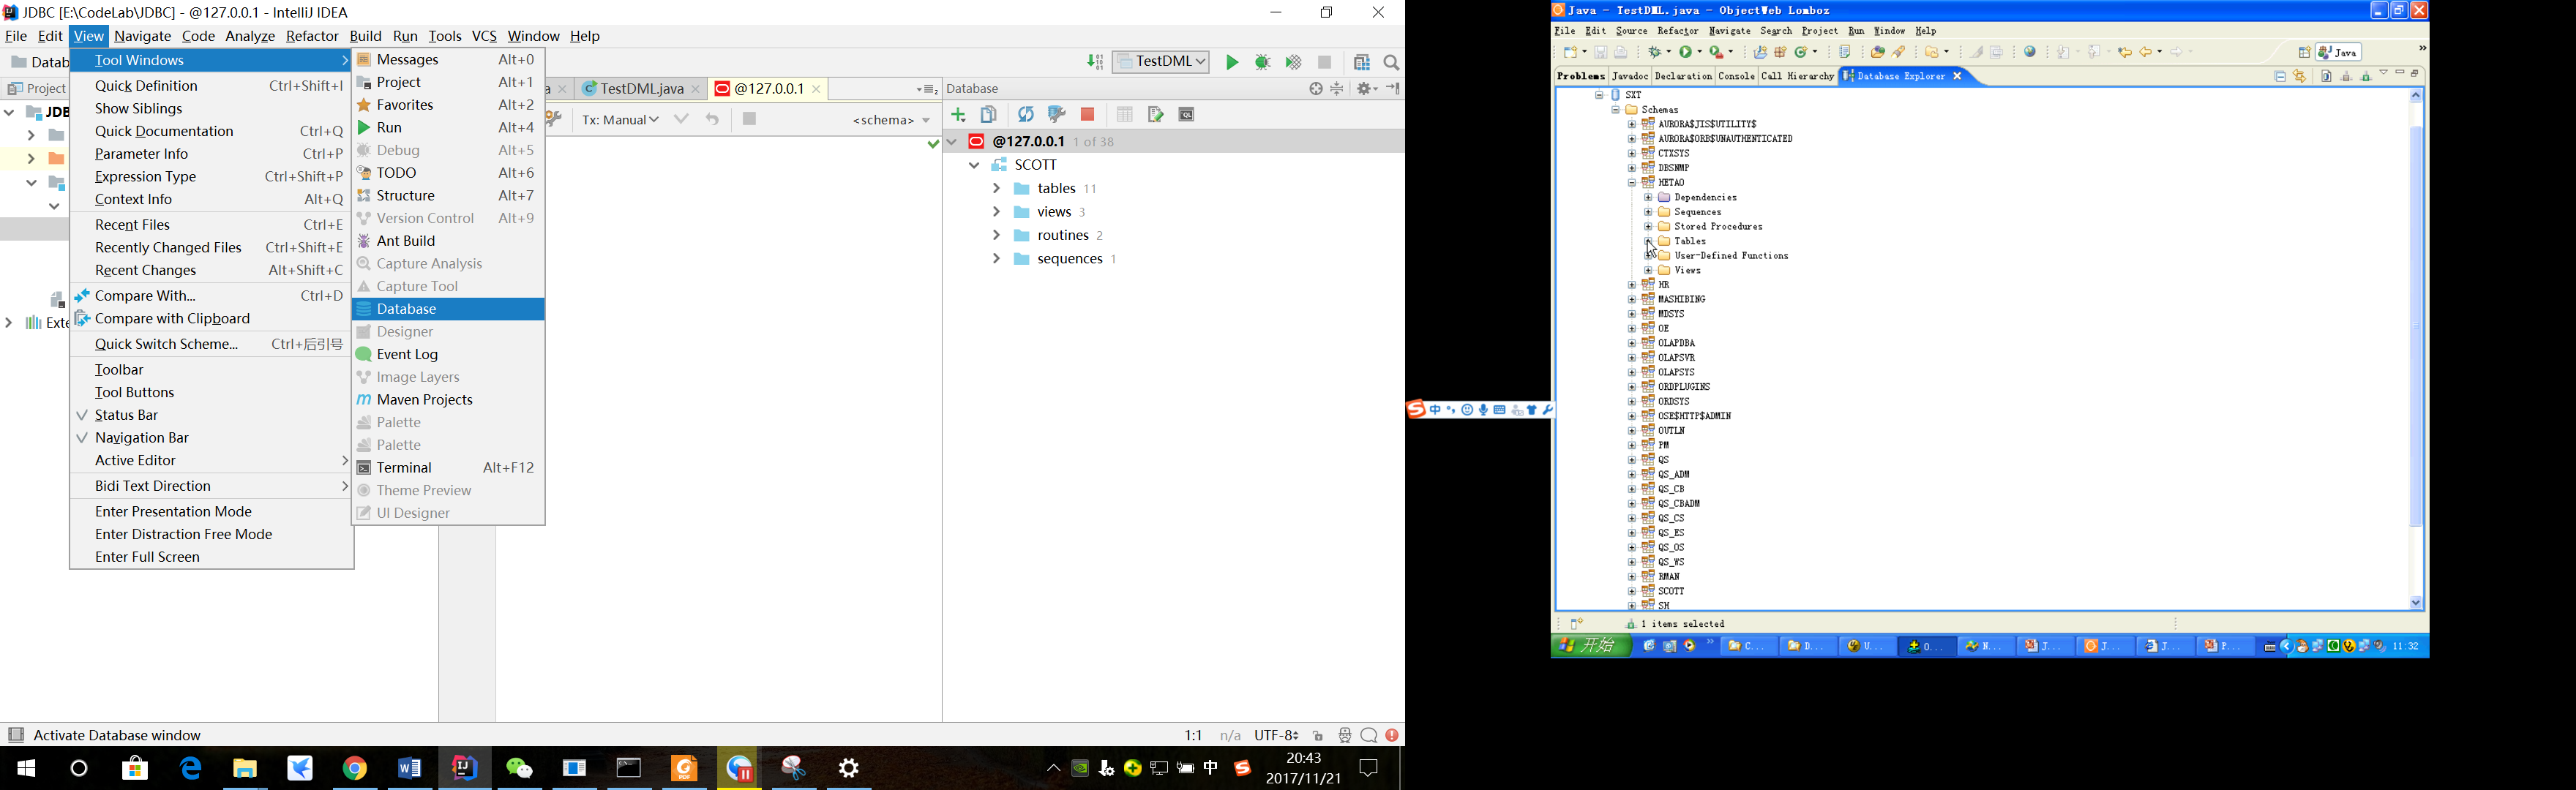 JDBC [E:\CodeLab\JDBC] - @127.0.0.1 - IntelliJ IDEA
File Edit View Navigate Code Analyze Refactor Build Run Tools VCS Window Help
Datab
Project
JDB
Exte
Tool Windows
Quick Definition Ctrl+Shift+I
Show Siblings
Quick Documentation Ctrl+Q
Parameter Info Ctrl+P
Expression Type Ctrl+Shift+P
Context Info Alt+Q
Recent Files Ctrl+E
Recently Changed Files Ctrl+Shift+E
Recent Changes Alt+Shift+C
Compare With... Ctrl+D
Compare with Clipboard
Quick Switch Scheme... Ctrl+后引号
Toolbar
Tool Buttons
Status Bar
Navigation Bar
Active Editor
Bidi Text Direction
Enter Presentation Mode
Enter Distraction Free Mode
Enter Full Screen
Messages Alt+0
Project Alt+1
Favorites Alt+2
Run Alt+4
Debug Alt+5
TODO Alt+6
Structure Alt+7
Version Control Alt+9
Ant Build
Capture Analysis
Capture Tool
Database
Designer
Event Log
Image Layers
Maven Projects
Palette
Palette
Terminal Alt+F12
Theme Preview
UI Designer
TestDML
a TestDML.java @127.0.0.1
Tx: Manual <schema>
Database
@127.0.0.1 1 of 38
SCOTT
tables 11
views 3
routines 2
sequences 1
Activate Database window
1:1 n/a UTF-8
中
20:43
2017/11/21
中
Java - TestDML.java - ObjectWeb Lomboz
File Edit Source Refactor Navigate Search Project Run Window Help
Java
Problems Javadoc Declaration Console Call Hierarchy Database Explorer
SXT
Schemas
AURORA$JIS$UTILITY$
AURORA$ORB$UNAUTHENTICATED
CTXSYS
DBSNMP
HETAO
Dependencies
Sequences
Stored Procedures
Tables
User-Defined Functions
Views
HR
MASHIBING
MDSYS
OE
OLAPDBA
OLAPSVR
OLAPSYS
ORDPLUGINS
ORDSYS
OSE$HTTP$ADMIN
OUTLN
PM
QS
QS_ADM
QS_CB
QS_CBADM
QS_CS
QS_ES
QS_OS
QS_WS
RMAN
SCOTT
SH
1 items selected
开始 C... D... U... O... N... J... J... J... P... 11:32